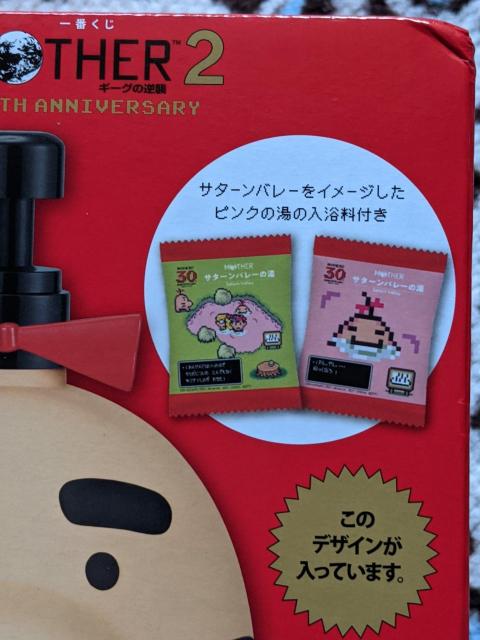 一番くじ
MOTHER™2
ギーグの逆襲
TH ANNIVERSARY
サターンバレーをイメージした
ピンクの湯の入浴料付き
30
MOTHER
サターンバレーの湯
30
MOTHER
サターンバレーの湯
この
デザインが
入っています。